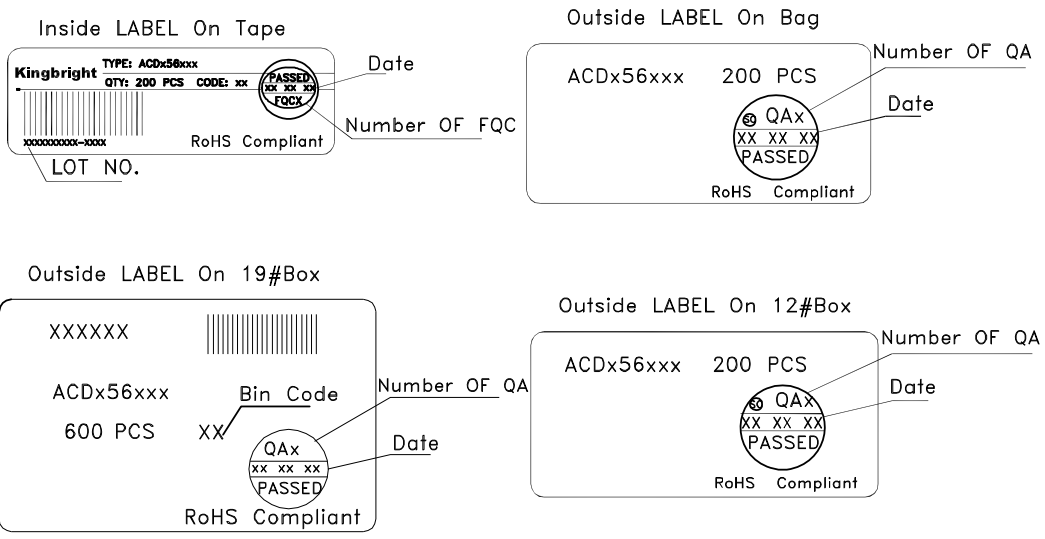 Inside LABEL On Tape
Kingbright
TYPE: ACDx56xxx
QTY: 200 PCS CODE: xx
PASSED
xx xx xx
FQCX
xxxxxxxxxx-xxxx
RoHS Compliant
Date
Number OF FQC
LOT NO.
Outside LABEL On Bag
ACDx56xxx 200 PCS
QAx
XX XX XX
PASSED
RoHS Compliant
Number OF QA
Date
Outside LABEL On 19#Box
XXXXXX
ACDx56xxx
600 PCS
XX
Bin Code
QAx
XX XX XX
PASSED
RoHS Compliant
Number OF QA
Date
Outside LABEL On 12#Box
ACDx56xxx 200 PCS
QAx
XX XX XX
PASSED
RoHS Compliant
Number OF QA
Date